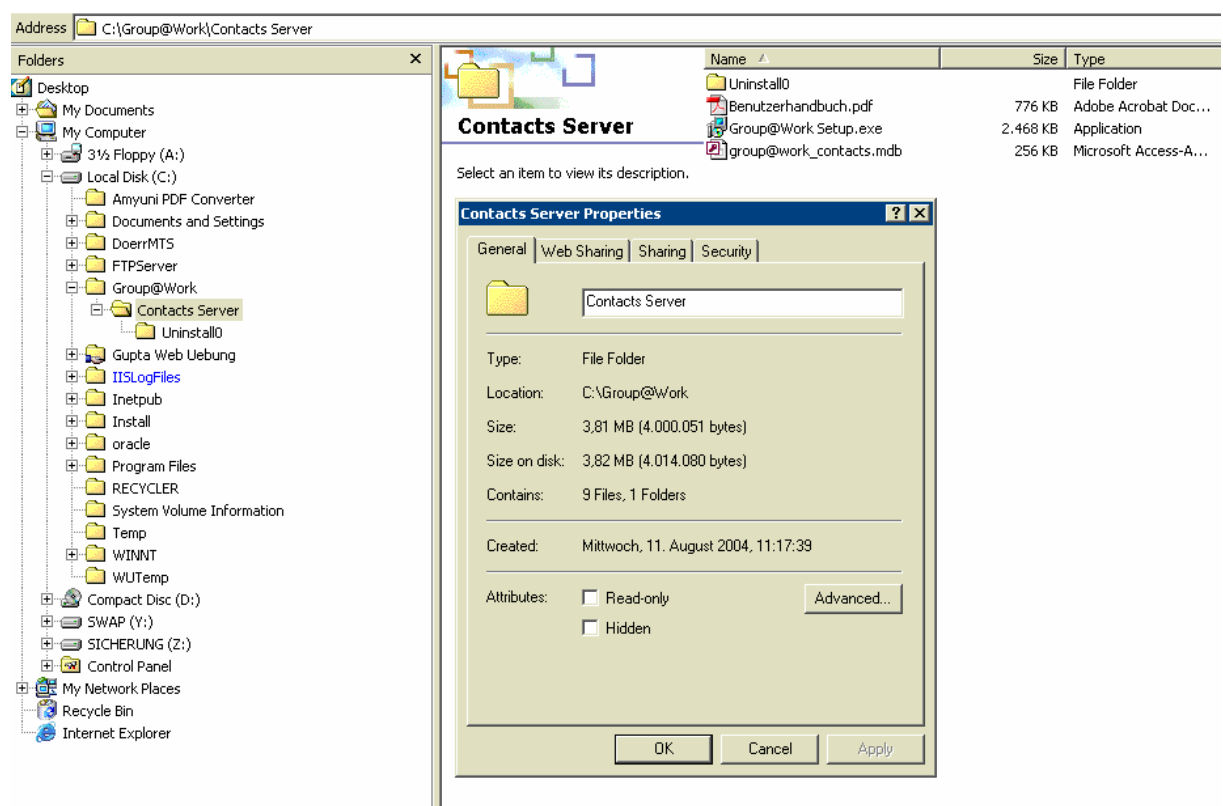 Address C:\Group@Work\Contacts Server
Folders
Desktop
My Documents
My Computer
3½ Floppy (A:)
Local Disk (C:)
Amyuni PDF Converter
Documents and Settings
DoerrMTS
FTPServer
Group@Work
Contacts Server
Uninstall0
Gupta Web Uebung
IISLogFiles
Inetpub
Install
oracle
Program Files
RECYCLER
System Volume Information
Temp
WINNT
WUTemp
Compact Disc (D:)
SWAP (Y:)
SICHERUNG (Z:)
Control Panel
My Network Places
Recycle Bin
Internet Explorer
Contacts Server
Select an item to view its description.
Name Size Type
Uninstall0 File Folder
Benutzerhandbuch.pdf 776 KB Adobe Acrobat Doc...
Group@Work Setup.exe 2.468 KB Application
group@work_contacts.mdb 256 KB Microsoft Access-A...
Contacts Server Properties
General Web Sharing Sharing Security
Contacts Server
Type: File Folder
Location: C:\Group@Work
Size: 3,81 MB (4.000.051 bytes)
Size on disk: 3,82 MB (4.014.080 bytes)
Contains: 9 Files, 1 Folders
Created: Mittwoch, 11. August 2004, 11:17:39
Attributes: Read-only Advanced...
Hidden
OK Cancel Apply